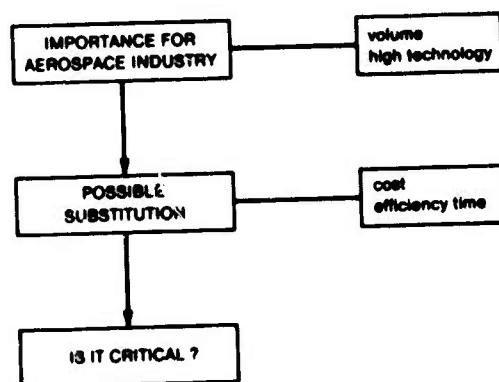 IMPORTANCE FOR
AEROSPACE INDUSTRY
volume
high technology
POSSIBLE
SUBSTITUTION
cost
efficiency time
IS IT CRITICAL ?